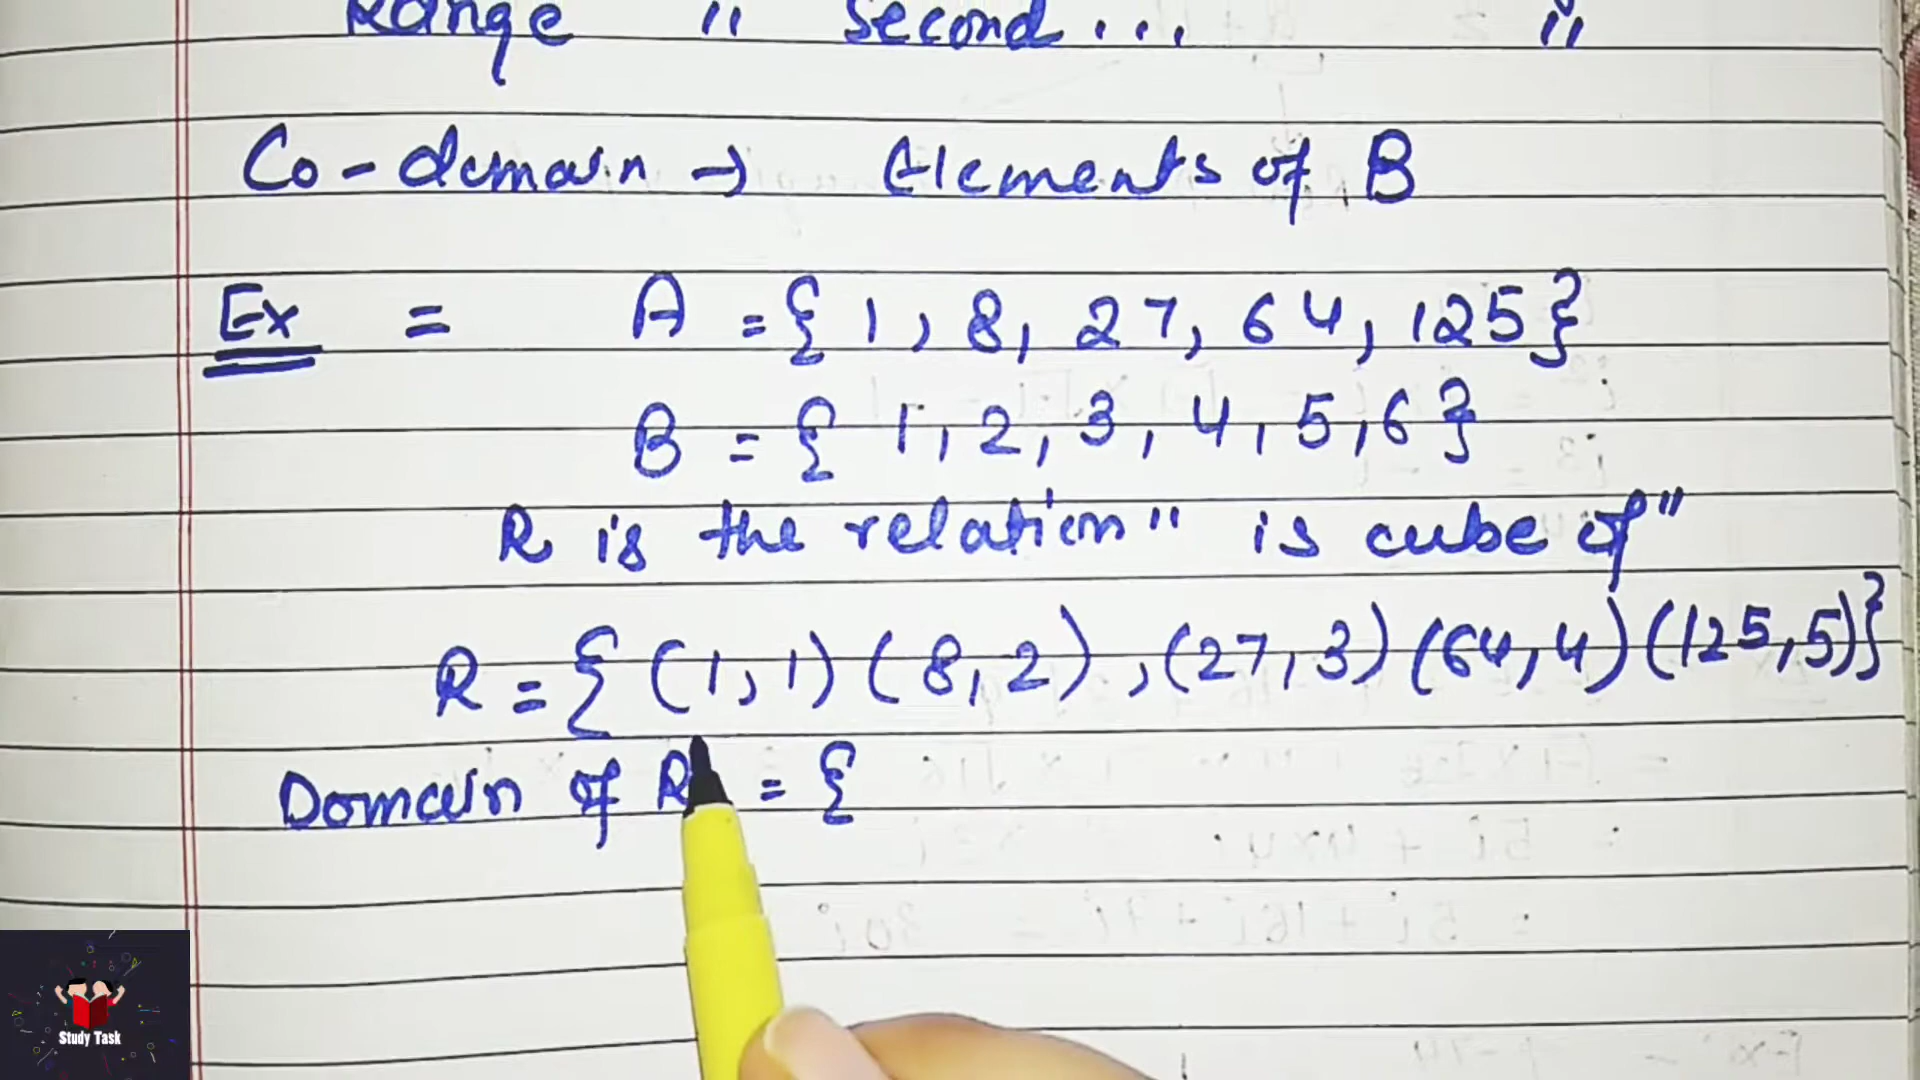 Range " Second ... "
Co-domain → Elements of B
Ex = A = { 1, 8, 27, 64, 125}
B = { 1, 2, 3, 4, 5, 6 }
R is the relation " is cube of "
R = { (1, 1) ( 8, 2) , (27, 3) (64, 4) (125, 5)}
Domain of R = {
Study Task